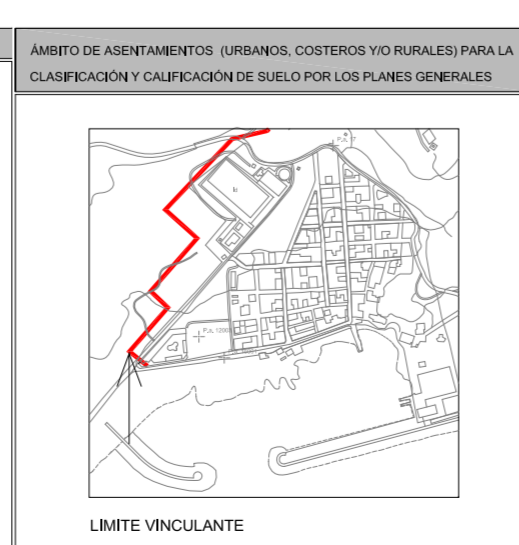 ÁMBITO DE ASENTAMIENTOS (URBANOS, COSTEROS Y/O RURALES) PARA LA
CLASIFICACIÓN Y CALIFICACIÓN DE SUELO POR LOS PLANES GENERALES
LIMITE VINCULANTE